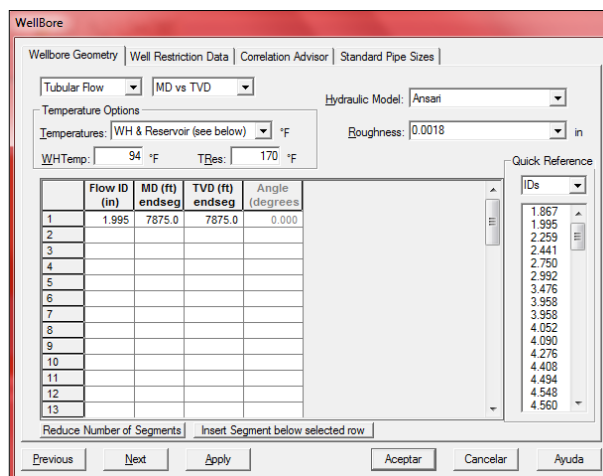 WellBore
Wellbore Geometry Well Restriction Data Correlation Advisor Standard Pipe Sizes
Tubular Flow MD vs TVD
Hydraulic Model: Ansari
Temperature Options
Temperatures: WH & Reservoir (see below) °F
Roughness: 0.0018 in
WHTemp: 94 °F TRes: 170 °F
Quick Reference
IDs
Flow ID (in) MD (ft) endseg TVD (ft) endseg Angle (degrees
1 1.995 7875.0 7875.0 0.000
2
3
4
5
6
7
8
9
10
11
12
13
1.867
1.995
2.259
2.441
2.750
2.992
3.476
3.958
3.958
4.052
4.090
4.276
4.408
4.494
4.548
4.560
Reduce Number of Segments Insert Segment below selected row
Previous Next Apply Aceptar Cancelar Ayuda